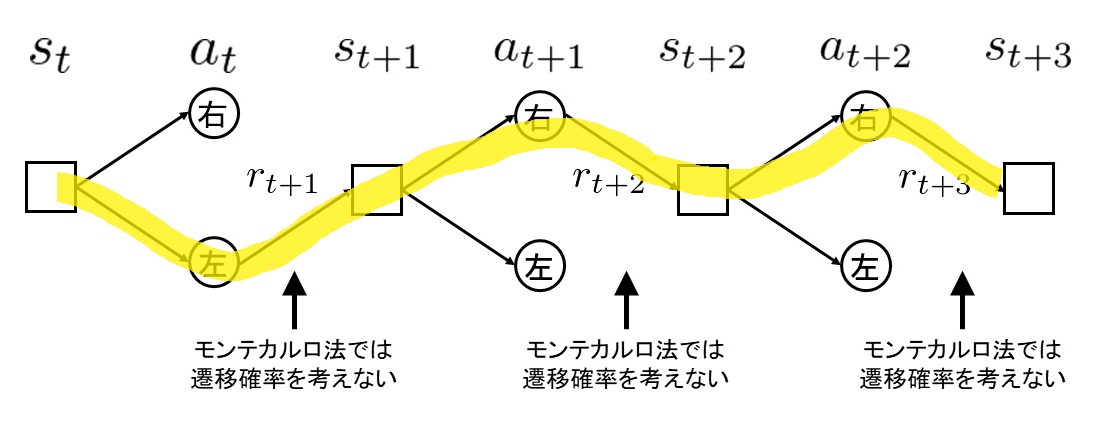 s_t a_t s_{t+1} a_{t+1} s_{t+2} a_{t+2} s_{t+3}
右 右 右
r_{t+1} r_{t+2} r_{t+3}
左 左 左
モンテカルロ法では
遷移確率を考えない
モンテカルロ法では
遷移確率を考えない
モンテカルロ法では
遷移確率を考えない